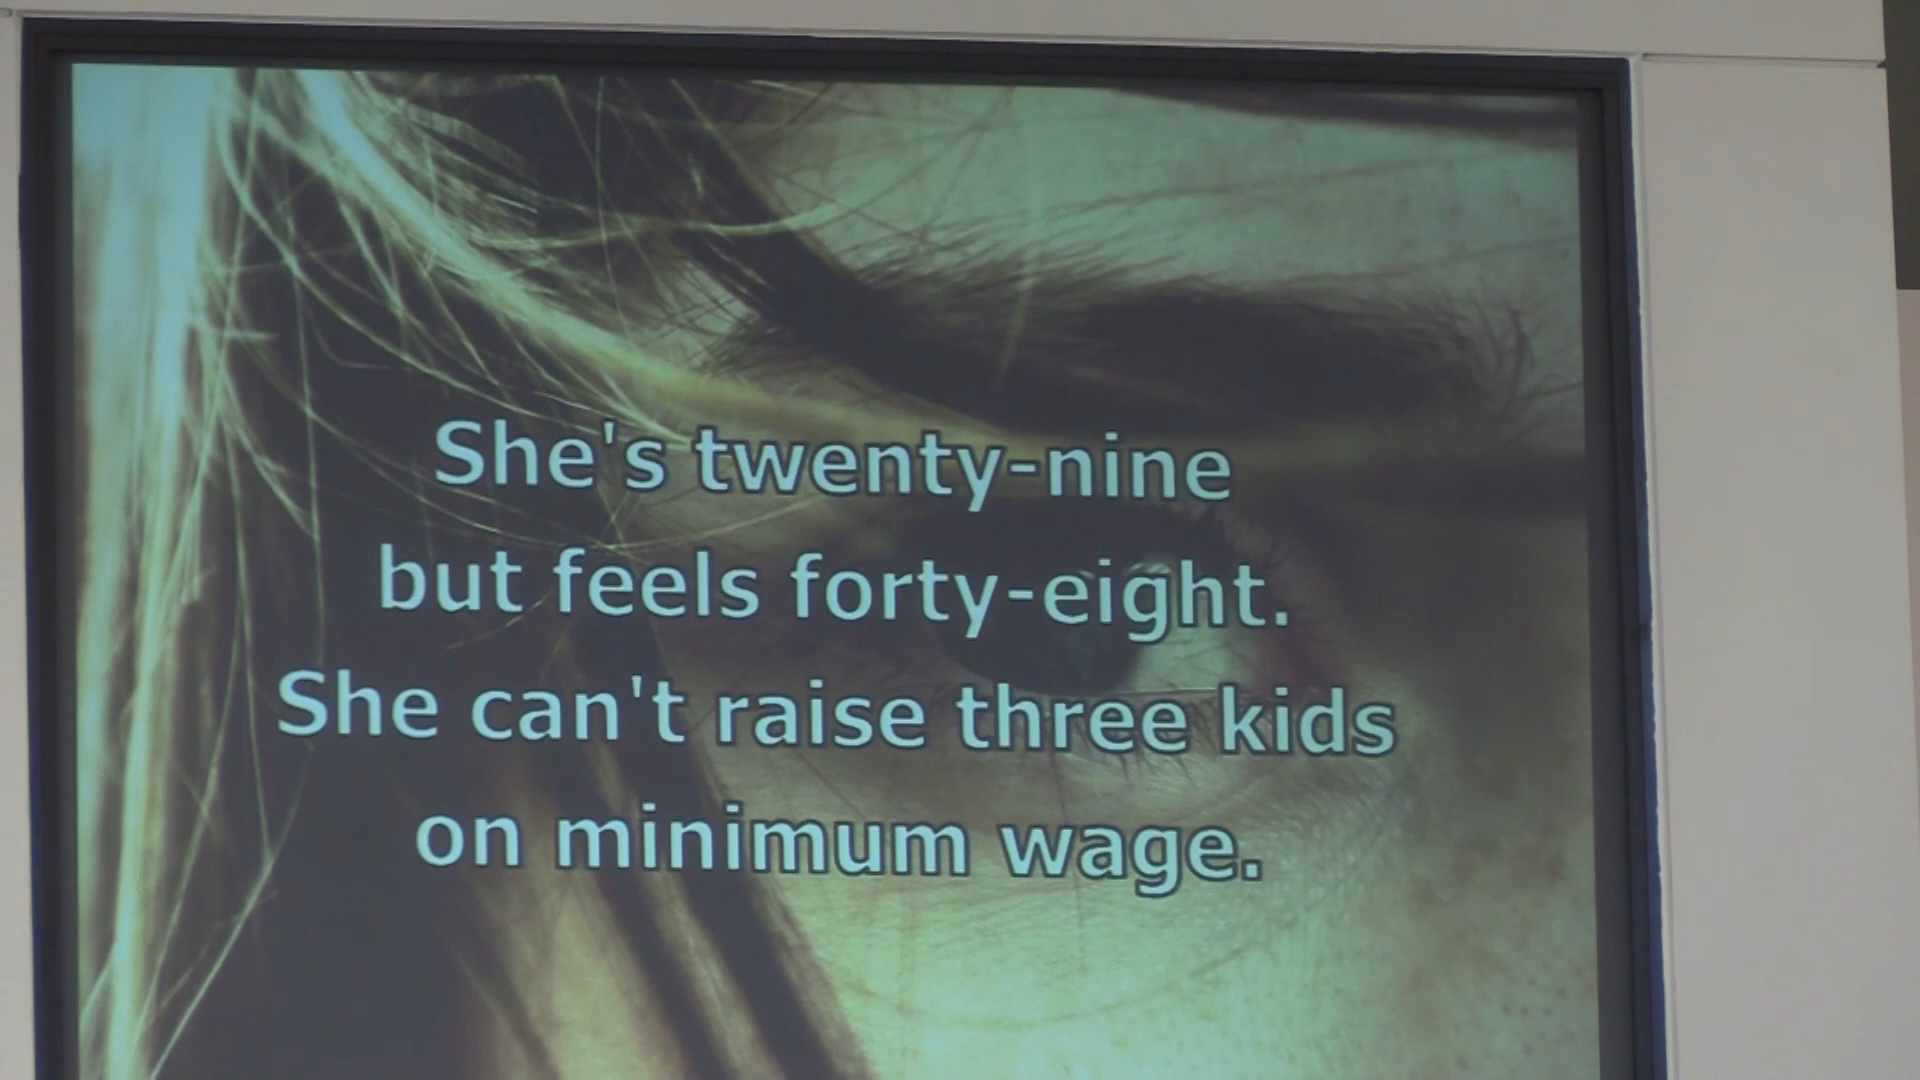 She's twenty-nine
but feels forty-eight.
She can't raise three kids
on minimum wage.